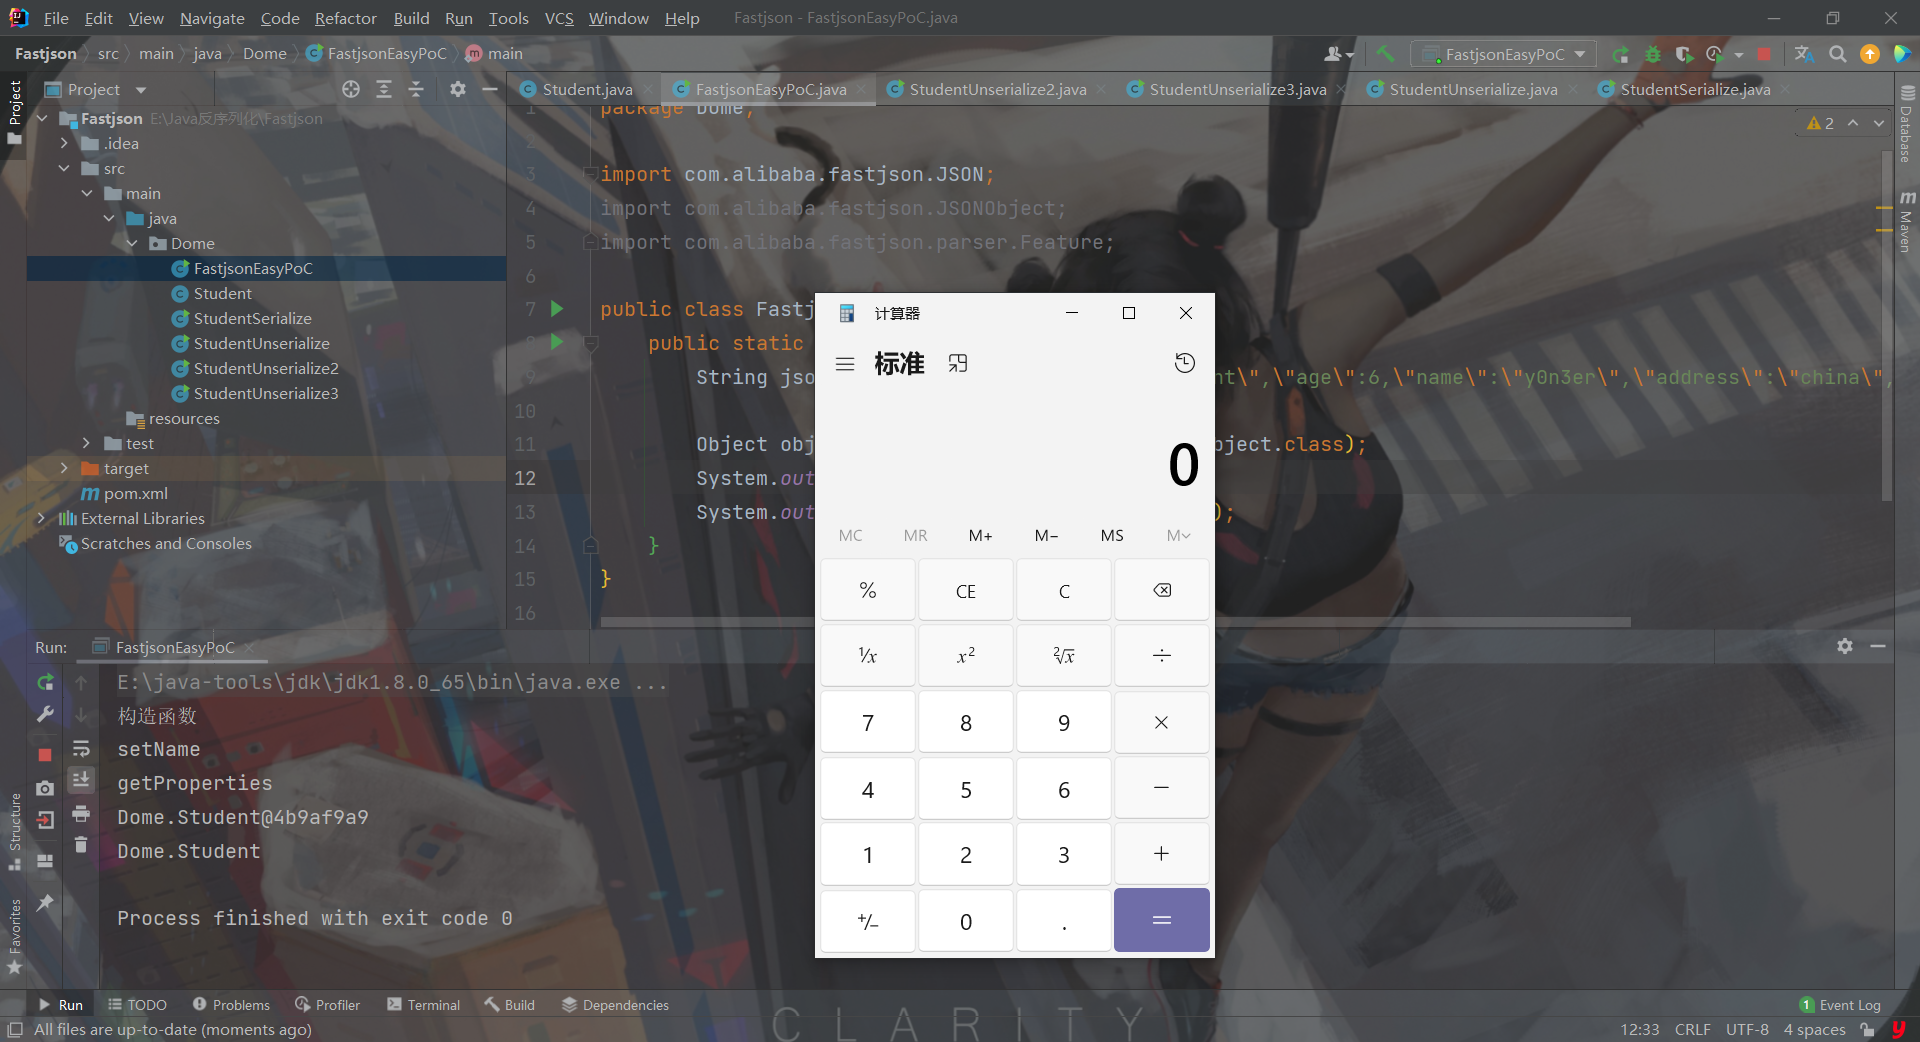 File Edit View Navigate Code Refactor Build Run Tools VCS Window Help Fastjson - FastjsonEasyPoC.java
Fastjson src main java Dome FastjsonEasyPoC m main FastjsonEasyPoC
Project
Project
Student.java FastjsonEasyPoC.java StudentUnserialize2.java StudentUnserialize3.java StudentUnserialize.java StudentSerialize.java
Database
Maven
2
Fastjson E:\Java反序列化\Fastjson
.idea
src
main
java
Dome
FastjsonEasyPoC
Student
StudentSerialize
StudentUnserialize
StudentUnserialize2
StudentUnserialize3
resources
test
target
pom.xml
External Libraries
Scratches and Consoles
1 package Dome;
2
3 import com.alibaba.fastjson.JSON;
4 import com.alibaba.fastjson.JSONObject;
5 import com.alibaba.fastjson.parser.Feature;
6
7 public class Fastj
8 public static
9 String jso nt\",\"age\":6,\"name\":\"y0n3er\",\"address\":\"china\",
10
11 Object obj bject.class);
12 System.out
13 System.out );
14 }
15 }
16
计算器
标准
0
MC MR M+ M− MS M
% CE C
⅟x x² ²√x ÷
7 8 9 ×
4 5 6 −
1 2 3 +
+/− 0 . =
Run: FastjsonEasyPoC
E:\java-tools\jdk\jdk1.8.0_65\bin\java.exe ...
构造函数
setName
getProperties
Dome.Student@4b9af9a9
Dome.Student
Process finished with exit code 0
Structure
Favorites
Run TODO Problems Profiler Terminal Build Dependencies
1 Event Log
CLARITY
All files are up-to-date (moments ago)
12:33 CRLF UTF-8 4 spaces